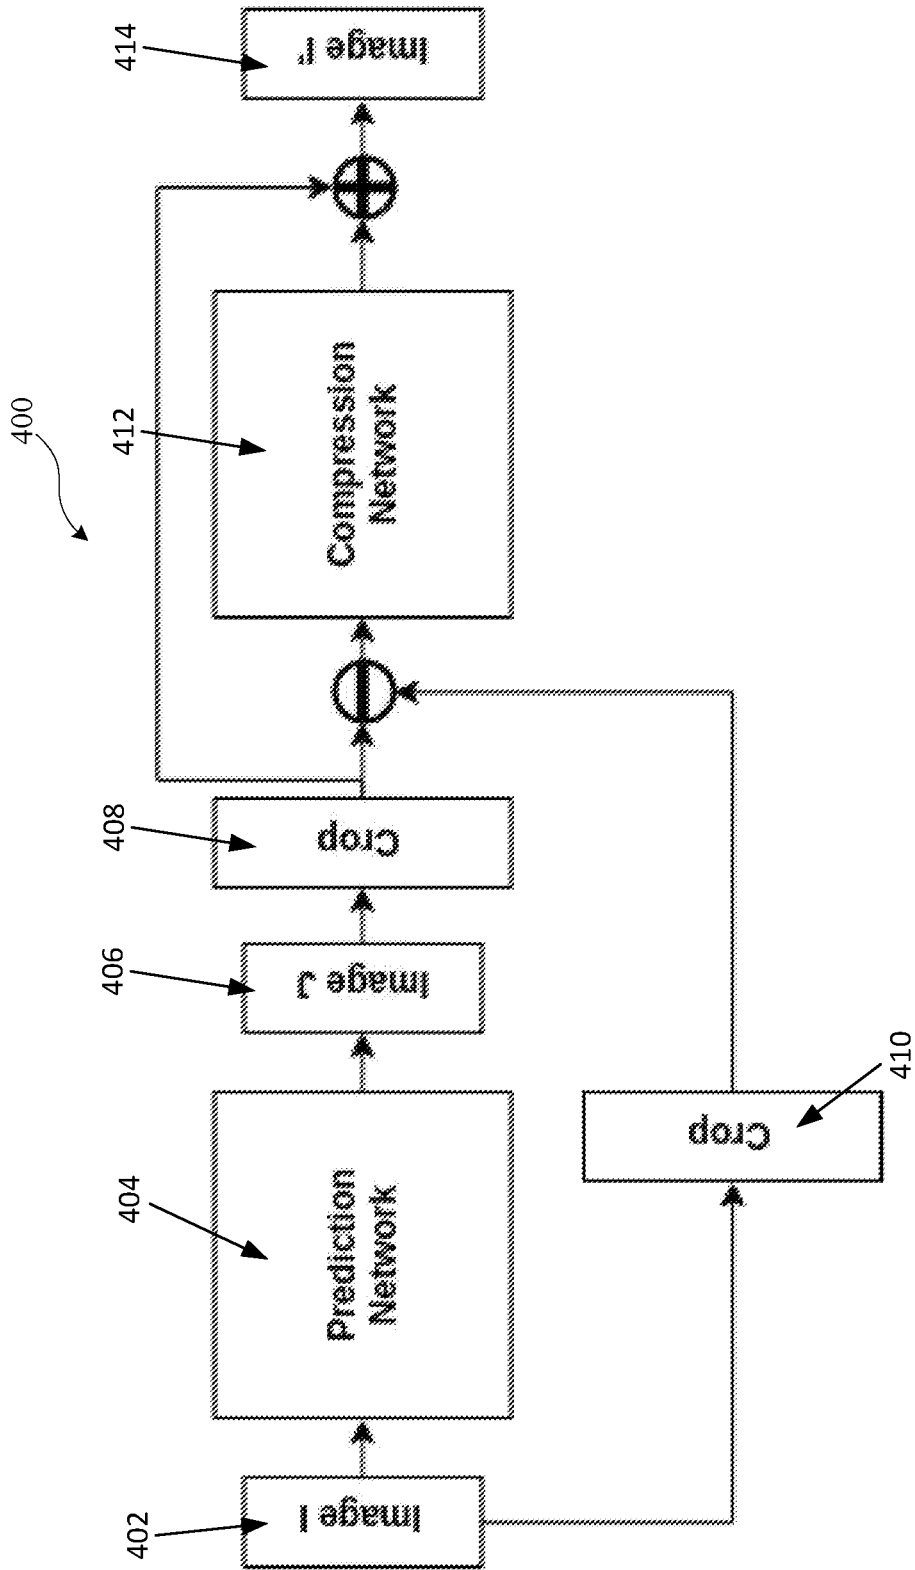 400
402
Image I
404
Prediction
Network
406
Image J
408
Crop
410
Crop
412
Compression
Network
414
Image I'